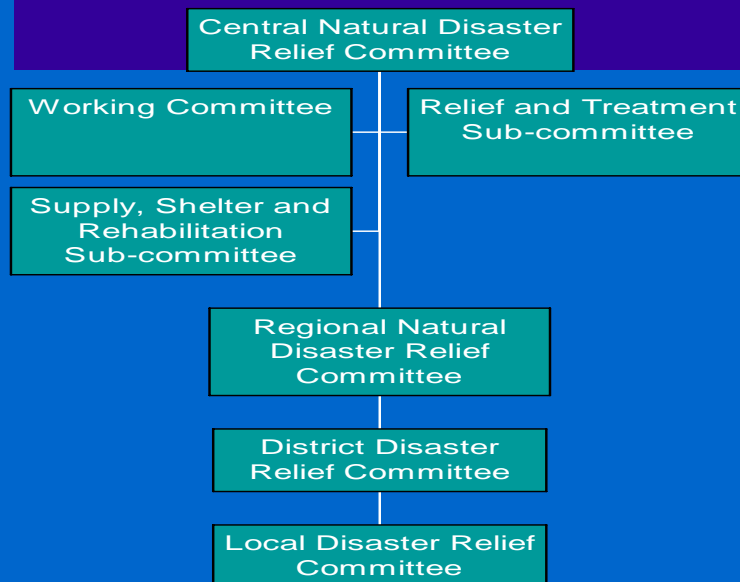 Central Natural Disaster
Relief Committee
Working Committee
Relief and Treatment
Sub-committee
Supply, Shelter and
Rehabilitation
Sub-committee
Regional Natural
Disaster Relief
Committee
District Disaster
Relief Committee
Local Disaster Relief
Committee